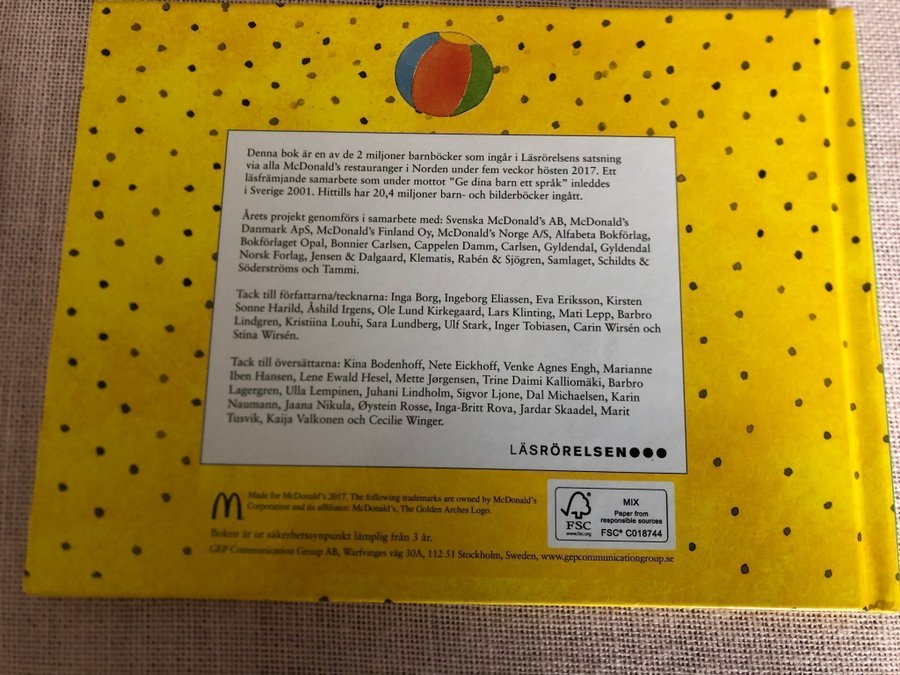 Denna bok är en av de 2 miljoner barnböcker som ingår i Läsrörelsens satsning
via alla McDonald's restauranger i Norden under fem veckor hösten 2017. Ett
läsfrämjande samarbete som under mottot "Ge dina barn ett språk" inleddes
i Sverige 2001. Hittills har 20,4 miljoner barn- och bilderböcker ingått.
Årets projekt genomförs i samarbete med: Svenska McDonald's AB, McDonald's
Danmark ApS, McDonald's Finland Oy, McDonald's Norge A/S, Alfabeta Bokförlag,
Bokförlaget Opal, Bonnier Carlsen, Cappelen Damm, Carlsen, Gyldendal, Gyldendal
Norsk Forlag, Jensen & Dalgaard, Klematis, Rabén & Sjögren, Samlaget, Schildts &
Söderströms och Tammi.
Tack till författarna/tecknarna: Inga Borg, Ingeborg Eliassen, Eva Eriksson, Kirsten
Sonne Harild, Åshild Irgens, Ole Lund Kirkegaard, Lars Klinting, Mati Lepp, Barbro
Lindgren, Kristiina Louhi, Sara Lundberg, Ulf Stark, Inger Tobiasen, Carin Wirsén och
Stina Wirsén.
Tack till översättarna: Kina Bodenhoff, Nete Eickhoff, Venke Agnes Engh, Marianne
Iben Hansen, Lene Ewald Hesel, Mette Jørgensen, Trine Daimi Kalliomäki, Barbro
Lagergren, Ulla Lempinen, Juhani Lindholm, Sigvor Ljone, Dal Michaelsen, Karin
Naumann, Jaana Nikula, Øystein Rosse, Inga-Britt Rova, Jardar Skaadel, Marit
Tusvik, Kaija Valkonen och Cecilie Winger.
LÄSRÖRELSEN●●●
Made for McDonald's 2017. The following trademarks are owned by McDonald's
Corporation and its affiliates: McDonald's, The Golden Arches Logo.
FSC
www.fsc.org
MIX
Paper from
responsible sources
FSC® C018744
Boken är ur säkerhetssynpunkt lämplig från 3 år.
GEP Communication Group AB, Warfvinges väg 30A, 112 51 Stockholm, Sweden, www.gepcommunicationgroup.se